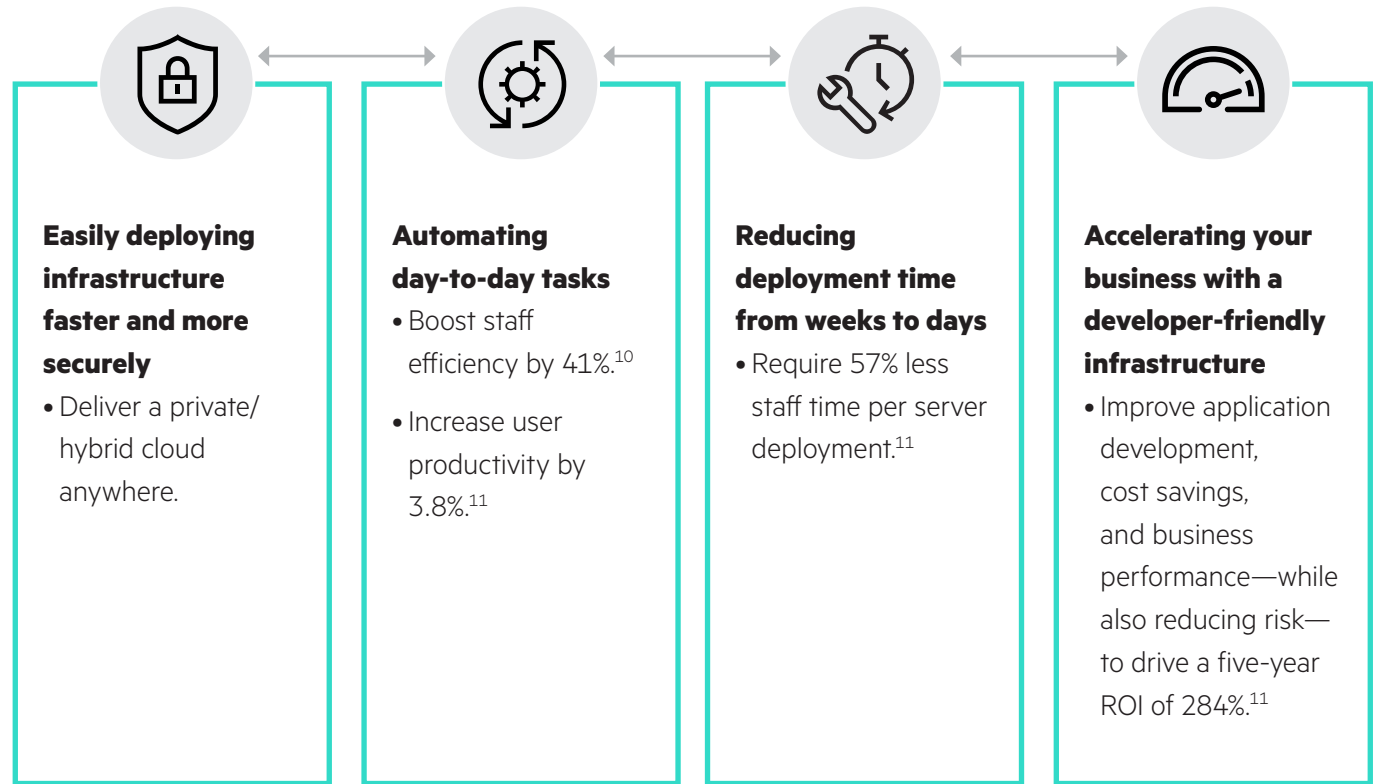 Easily deploying
infrastructure
faster and more
securely
• Deliver a private/
hybrid cloud
anywhere.
Automating
day-to-day tasks
• Boost staff
efficiency by 41%.10
• Increase user
productivity by
3.8%.11
Reducing
deployment time
from weeks to days
• Require 57% less
staff time per server
deployment.11
Accelerating your
business with a
developer-friendly
infrastructure
• Improve application
development,
cost savings,
and business
performance—while
also reducing risk—
to drive a five-year
ROI of 284%.11